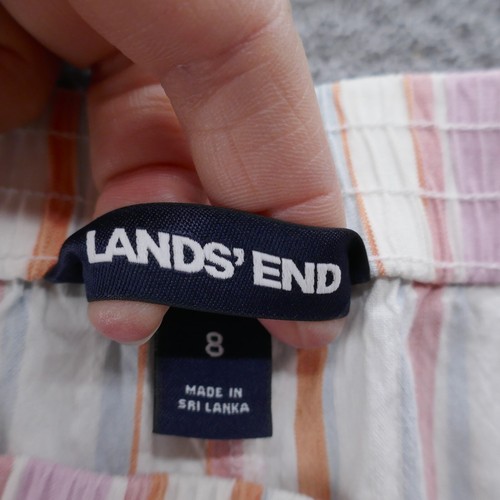 LANDS' END
8
MADE IN
SRI LANKA